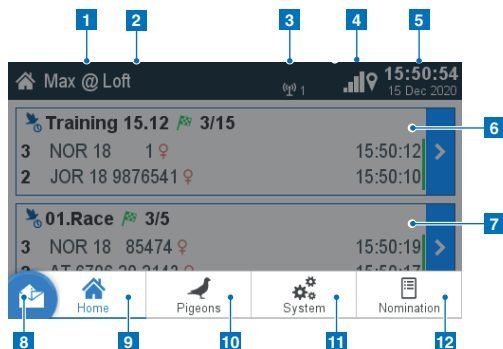 1 2 3 4 5
Max @ Loft 1 15:50:54
15 Dec 2020
Training 15.12 3/15 6
3 NOR 18 1♀ 15:50:12
2 JOR 18 9876541♀ 15:50:10
01.Race 3/5 7
3 NOR 18 85474♀ 15:50:19
Home Pigeons System Nomination
8 9 10 11 12